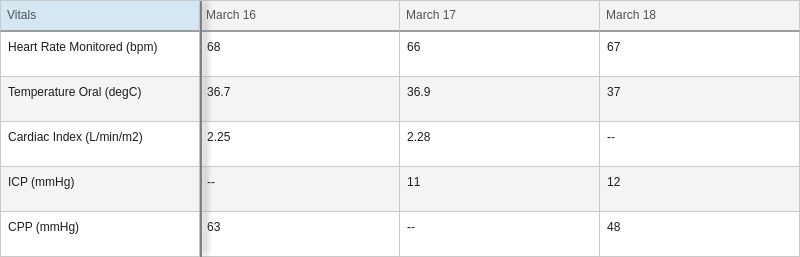 Vitals March 16 March 17 March 18
Heart Rate Monitored (bpm) 68 66 67
Temperature Oral (degC) 36.7 36.9 37
Cardiac Index (L/min/m2) 2.25 2.28 --
ICP (mmHg) -- 11 12
CPP (mmHg) 63 -- 48